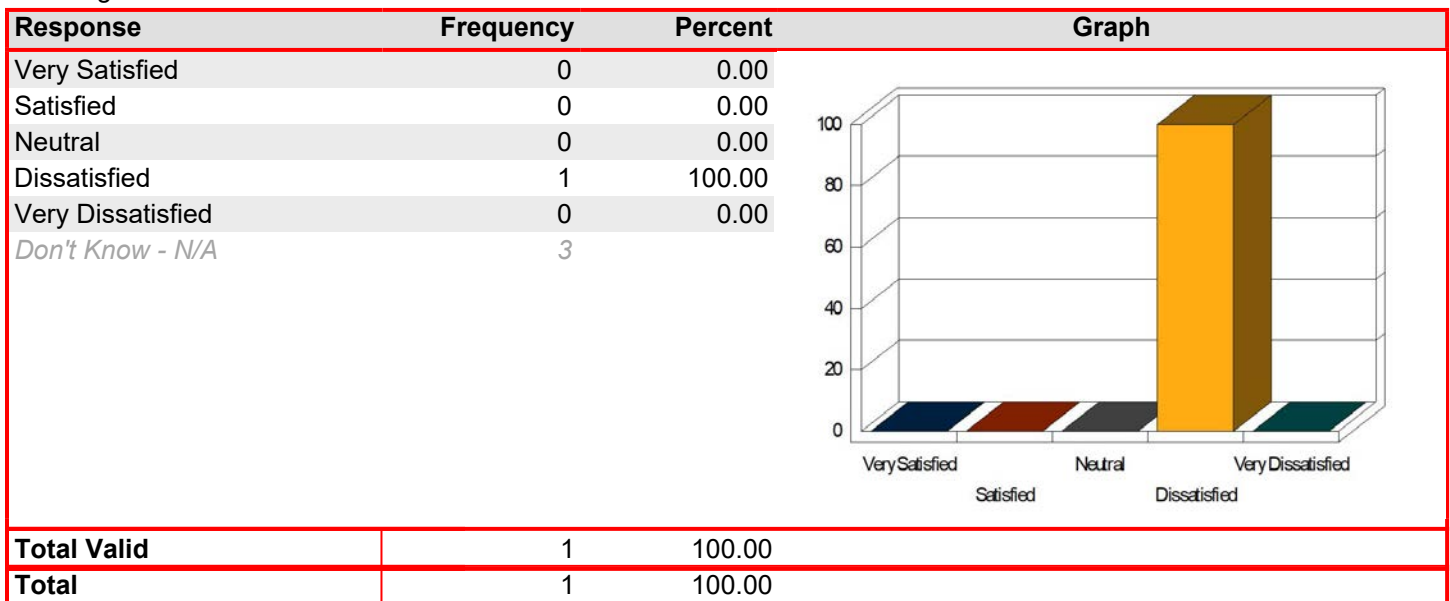 Response Frequency Percent Graph
Very Satisfied 0 0.00
Satisfied 0 0.00
Neutral 0 0.00
Dissatisfied 1 100.00
Very Dissatisfied 0 0.00
Don't Know - N/A 3
100
80
60
40
20
0
Very Satisfied Neutral Very Dissatisfied
Satisfied Dissatisfied
Total Valid 1 100.00
Total 1 100.00